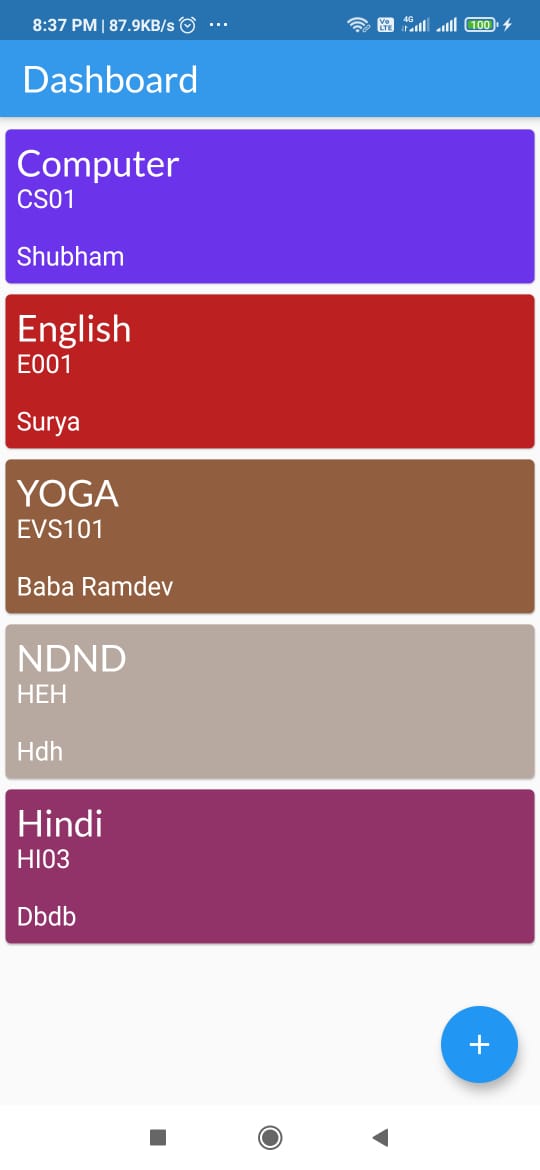 8:37 PM | 87.9KB/s ...
Vo LTE 4G 100
Dashboard
Computer
CS01
Shubham
English
E001
Surya
YOGA
EVS101
Baba Ramdev
NDND
HEH
Hdh
Hindi
HI03
Dbdb
+